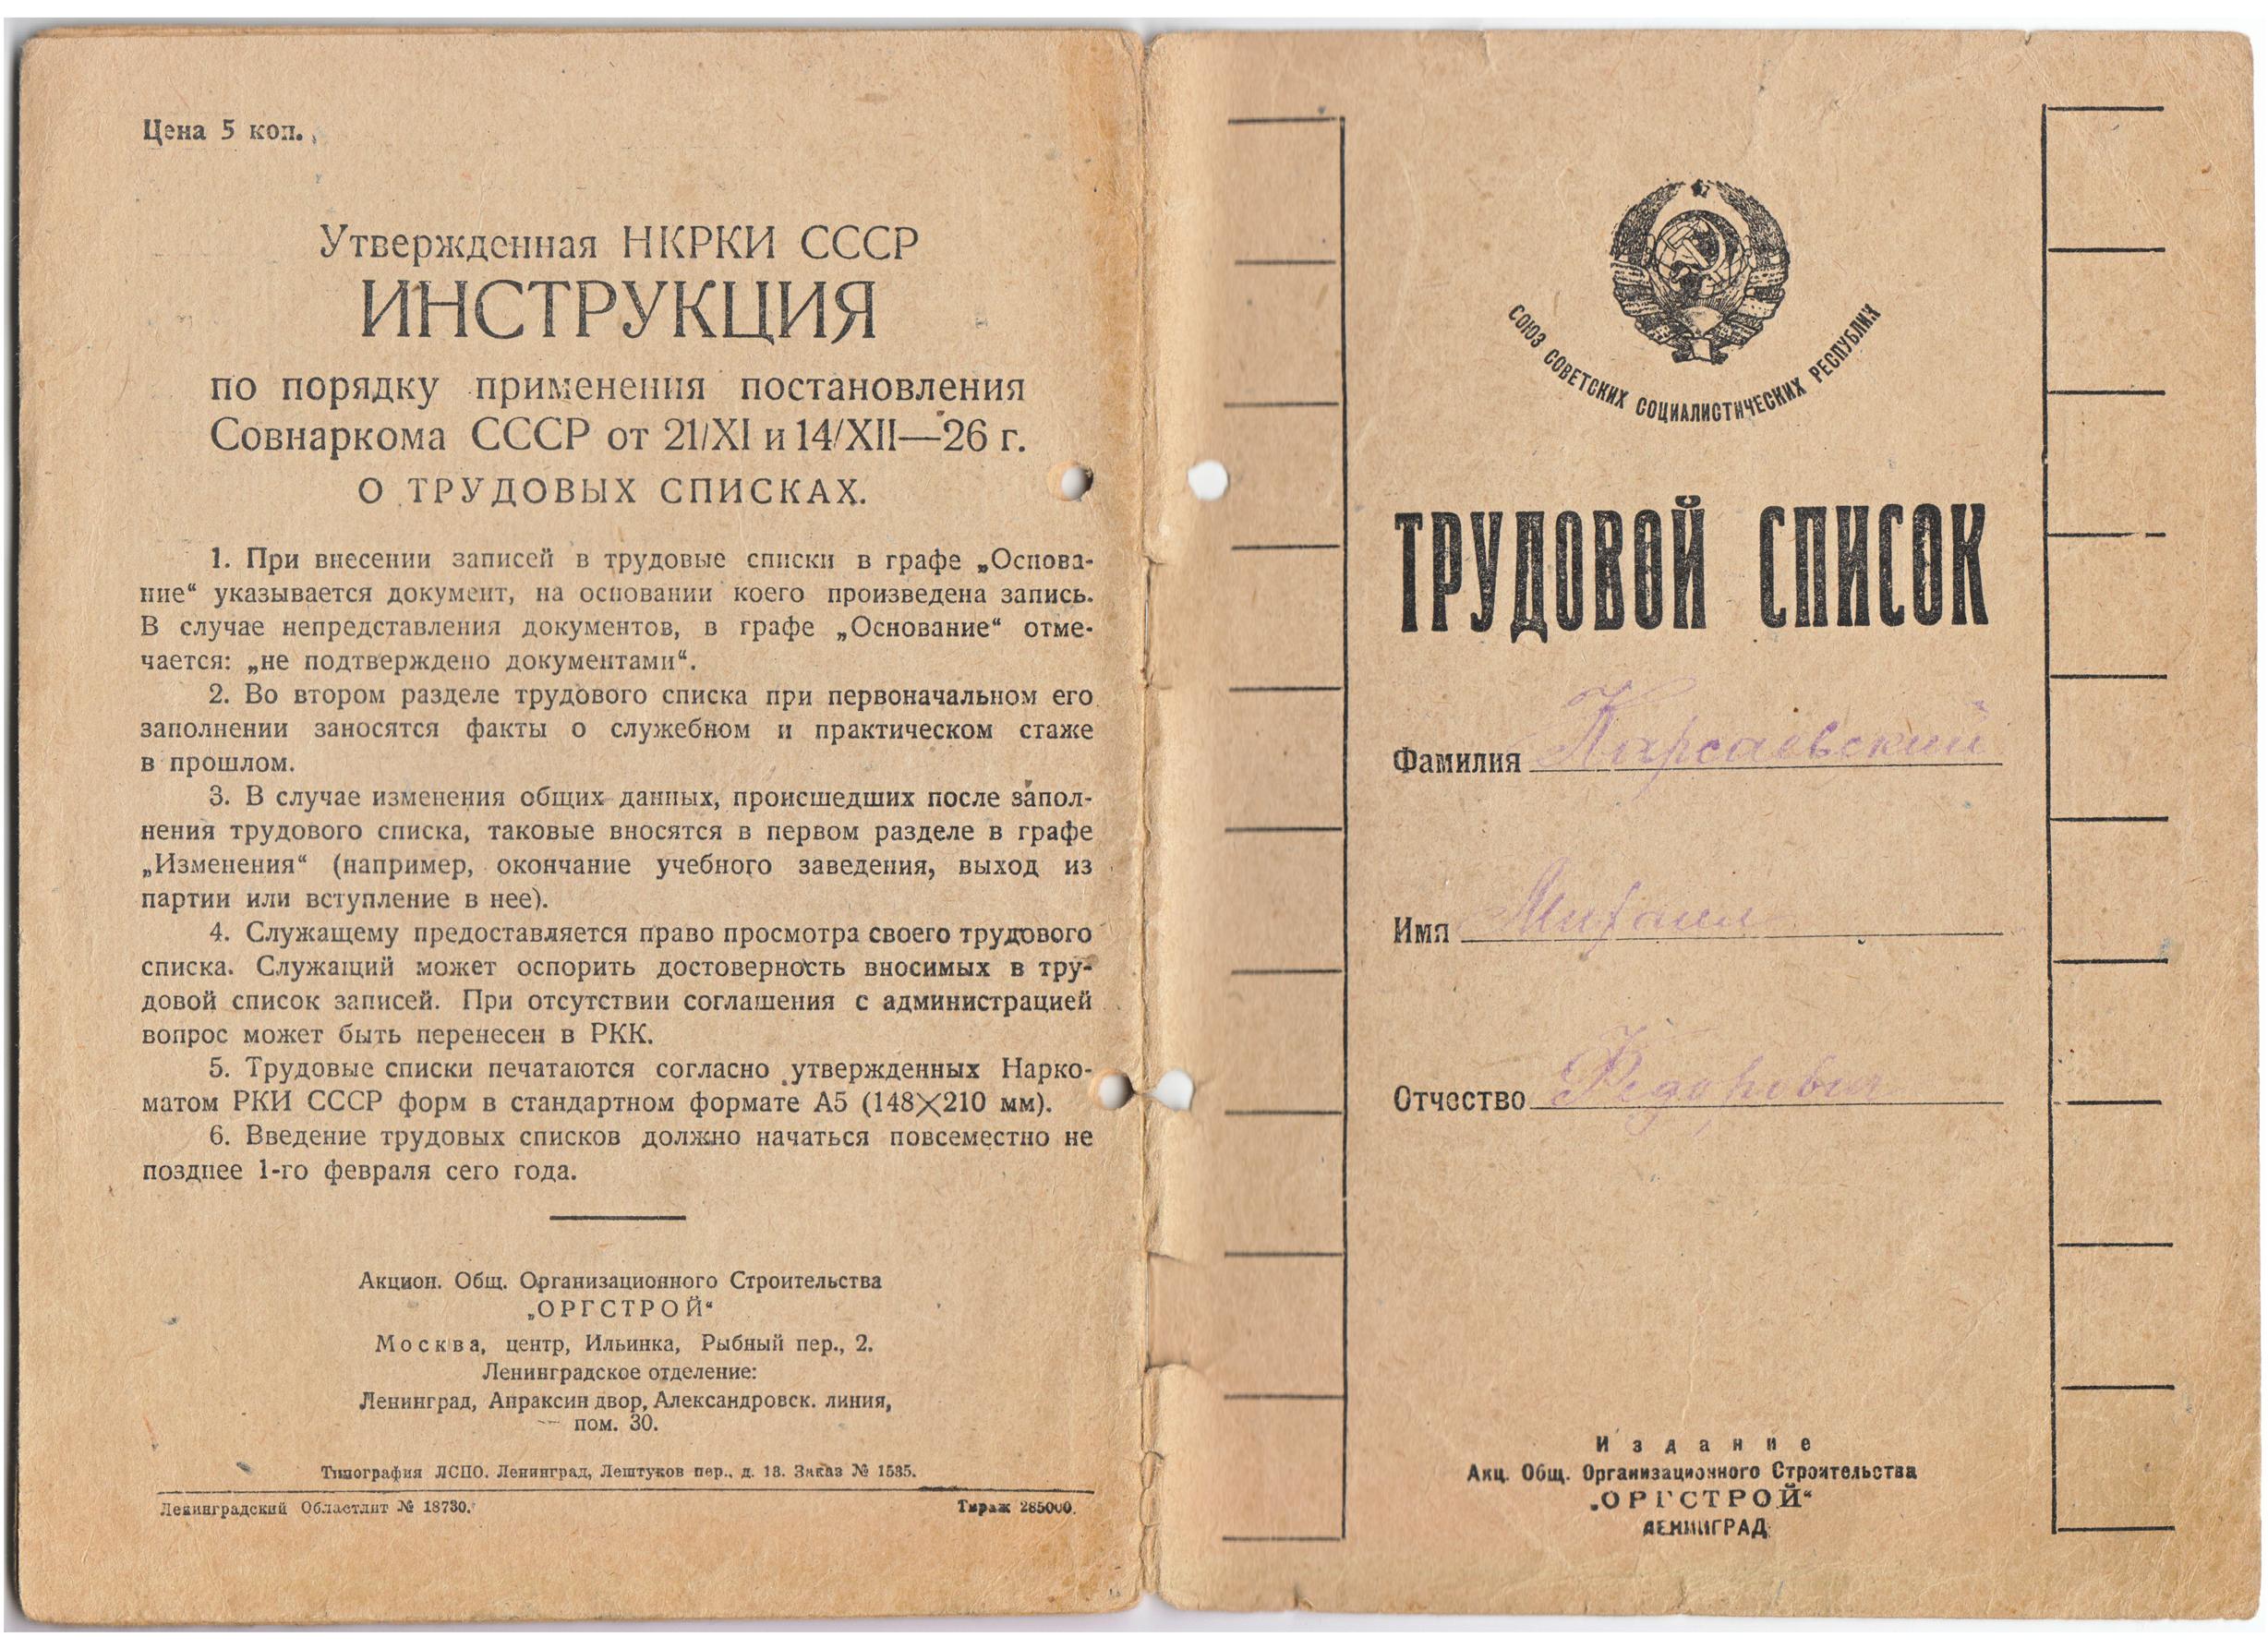 Цена 5 коп.
Утвержденная НКРКИ СССР
ИНСТРУКЦИЯ
по порядку применения постановления
Совнаркома СССР от 21/XI и 14/XII—26 г.
О ТРУДОВЫХ СПИСКАХ.
1. При внесении записей в трудовые списки в графе „Основа-
ние“ указывается документ, на основании коего произведена запись.
В случае непредставления документов, в графе „Основание“ отме-
чается: „не подтверждено документами“.
2. Во втором разделе трудового списка при первоначальном его
заполнении заносятся факты о служебном и практическом стаже
в прошлом.
3. В случае изменения общих данных, происшедших после запол-
нения трудового списка, таковые вносятся в первом разделе в графе
„Изменения“ (например, окончание учебного заведения, выход из
партии или вступление в нее).
4. Служащему предоставляется право просмотра своего трудового
списка. Служащий может оспорить достоверность вносимых в тру-
довой список записей. При отсутствии соглашения с администрацией
вопрос может быть перенесен в РКК.
5. Трудовые списки печатаются согласно утвержденных Нарко-
матом РКИ СССР форм в стандартном формате А5 (148×210 мм).
6. Введение трудовых списков должно начаться повсеместно не
позднее 1-го февраля сего года.
Акцион. Общ. Организационного Строительства
„ОРГСТРОЙ“
Москва, центр, Ильинка, Рыбный пер., 2.
Ленинградское отделение:
Ленинград, Апраксин двор, Александровск. линия,
пом. 30.
Типография ЛСПО. Ленинград, Лештуков пер., д. 13. Заказ № 1535.
Ленинградский Областлит № 18730. Тираж 285000.
СОЮЗ СОВЕТСКИХ СОЦИАЛИСТИЧЕСКИХ РЕСПУБЛИК
ТРУДОВОЙ СПИСОК
Фамилия Карсаевский
Имя Михаил
Отчество Федорович
Издание
Акц. Общ. Организационного Строительства
„ОРГСТРОЙ“
ЛЕНИНГРАД